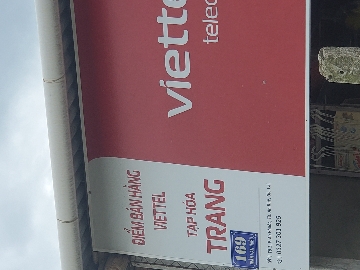 viette
telec
ĐIỂM BÁN HÀNG
VIETTEL
TẠP HÓA
TRANG
169